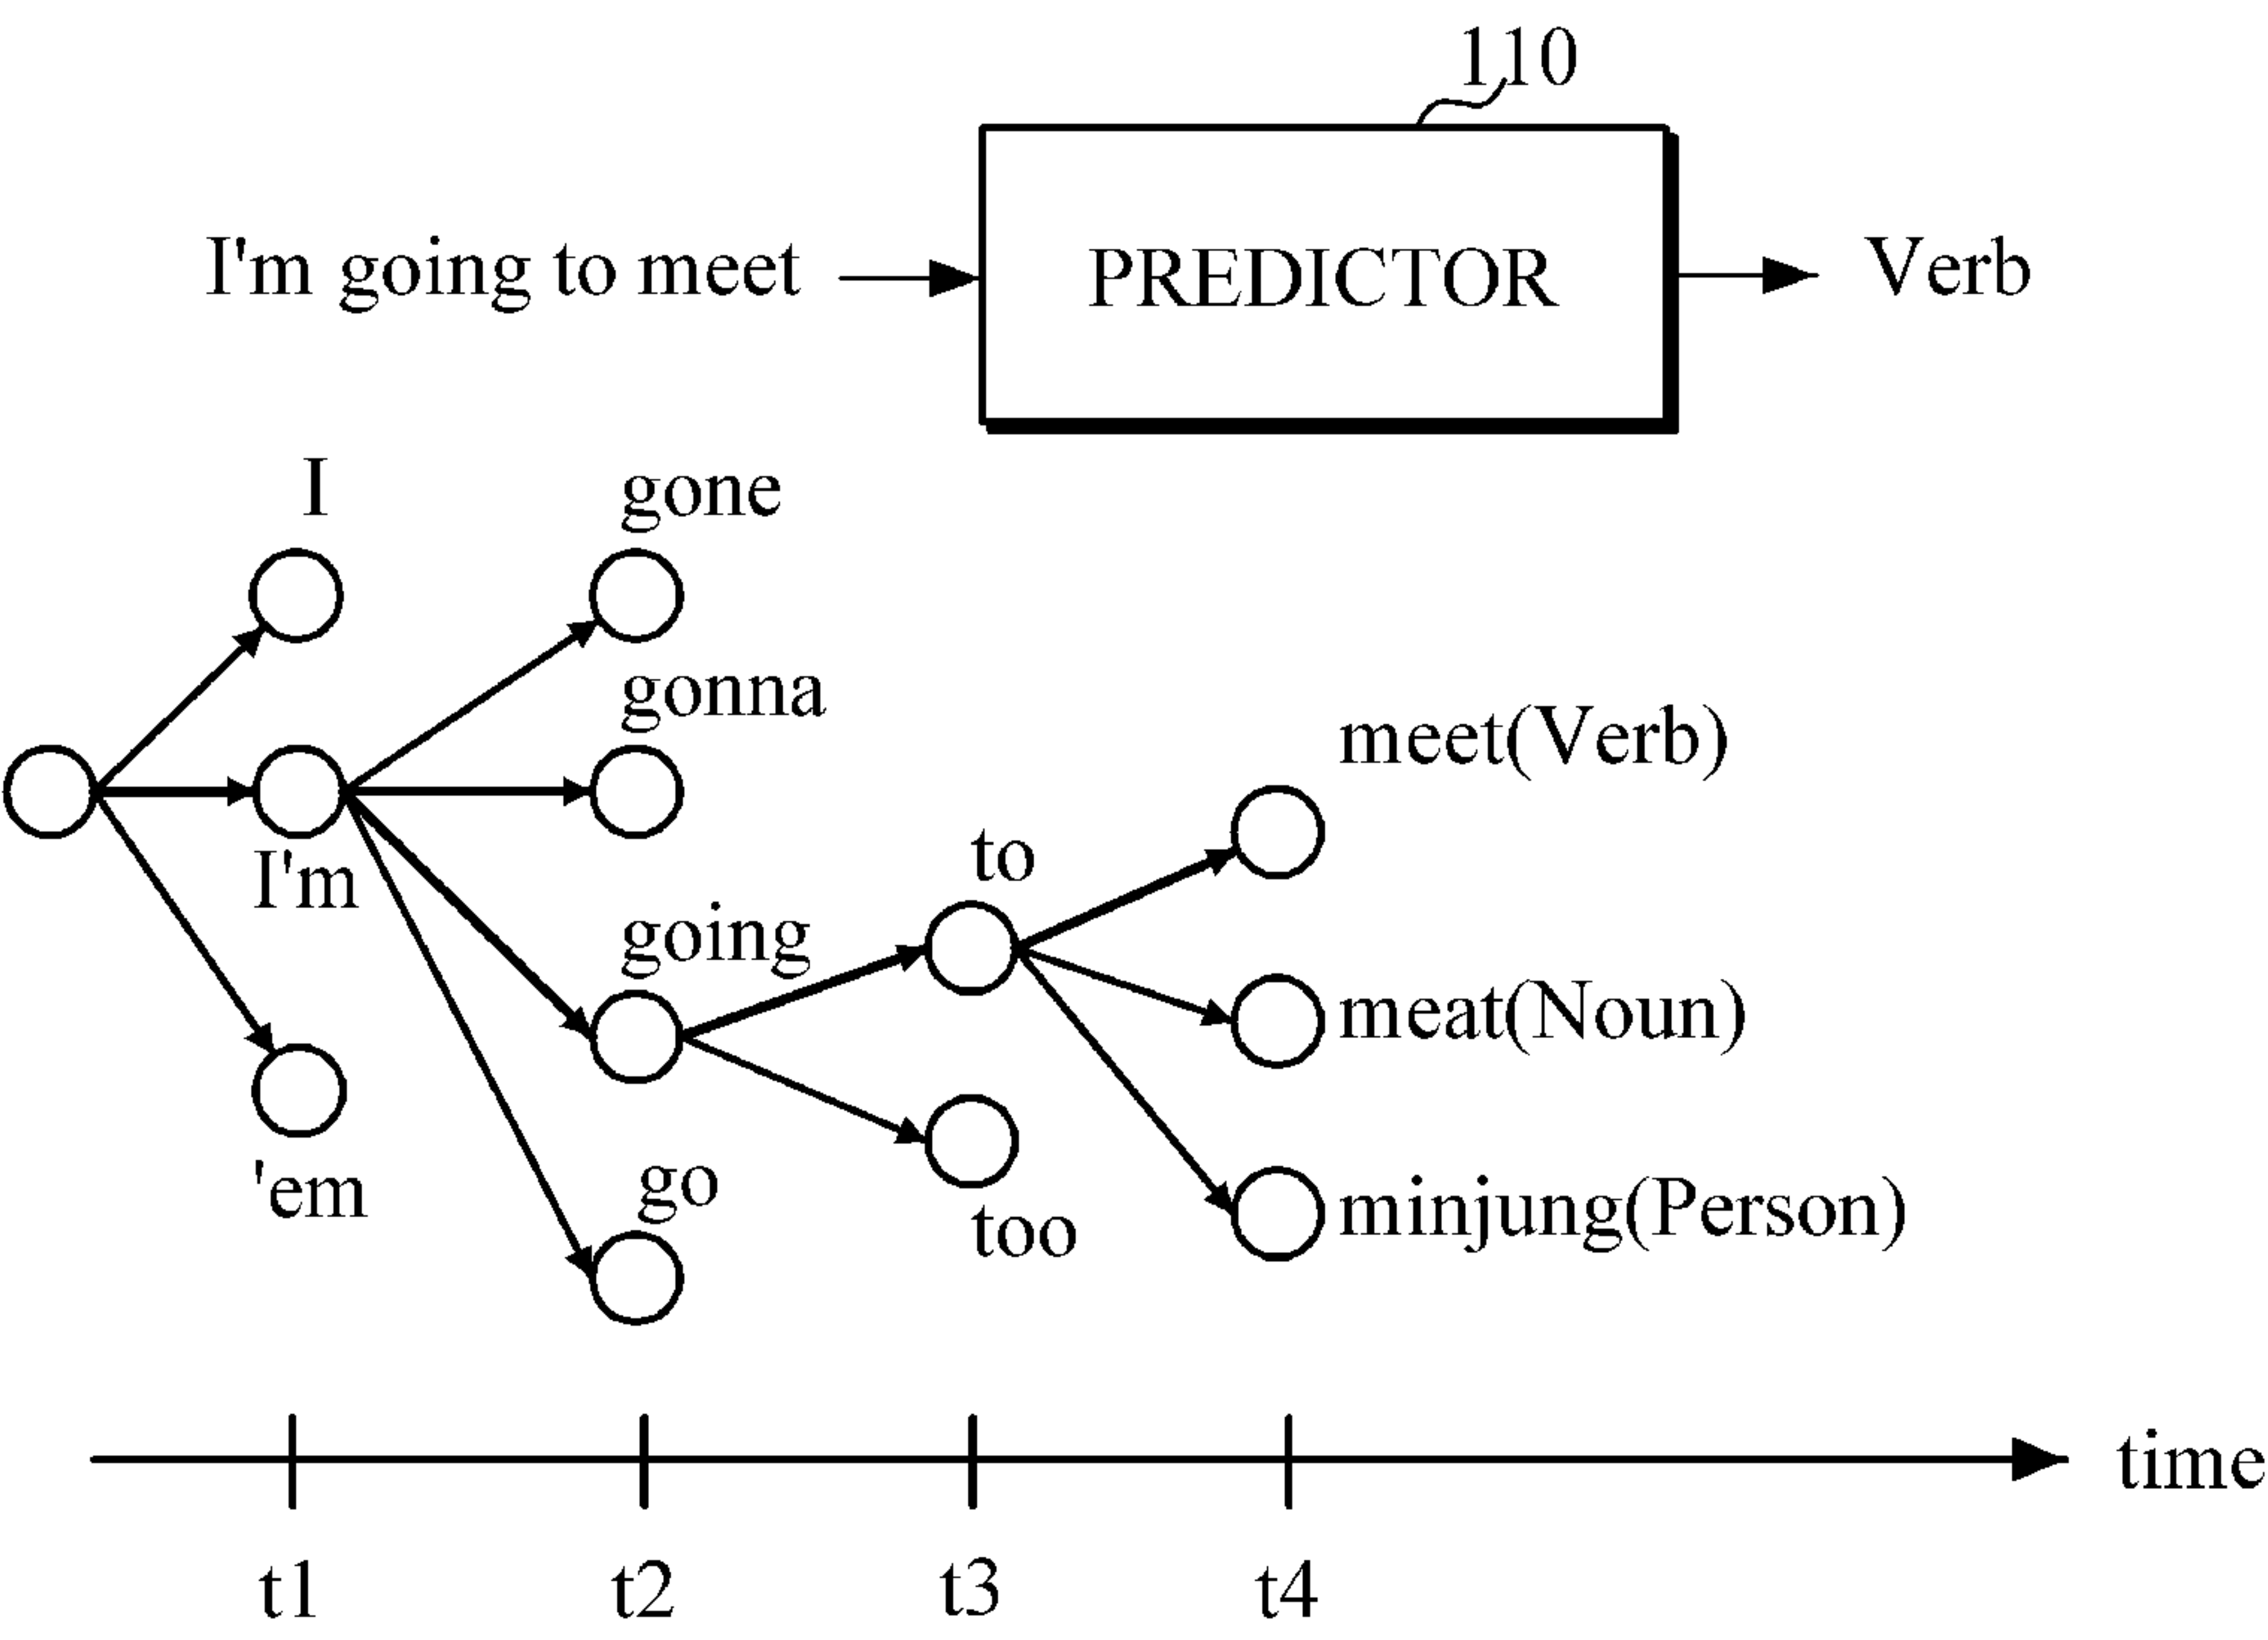 110
I'm going to meet
PREDICTOR
Verb
I
gone
gonna
meet(Verb)
to
I'm
going
meat(Noun)
'em
go
too
minjung(Person)
time
t1
t2
t3
t4